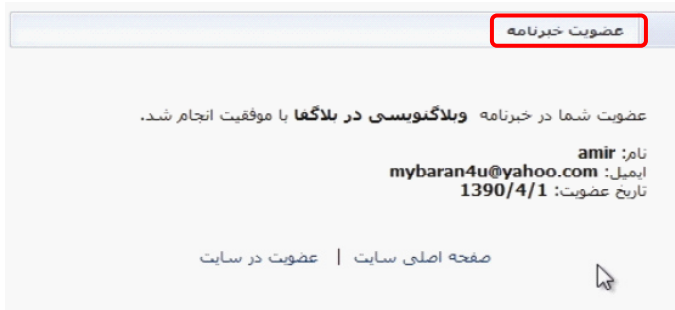 عضویت خبرنامه
عضویت شما در خبرنامه وبلاگنویسی در بلاگفا با موفقیت انجام شد.
نام: amir
ایمیل: mybaran4u@yahoo.com
تاریخ عضویت: 1390/4/1
صفحه اصلی سایت | عضویت در سایت